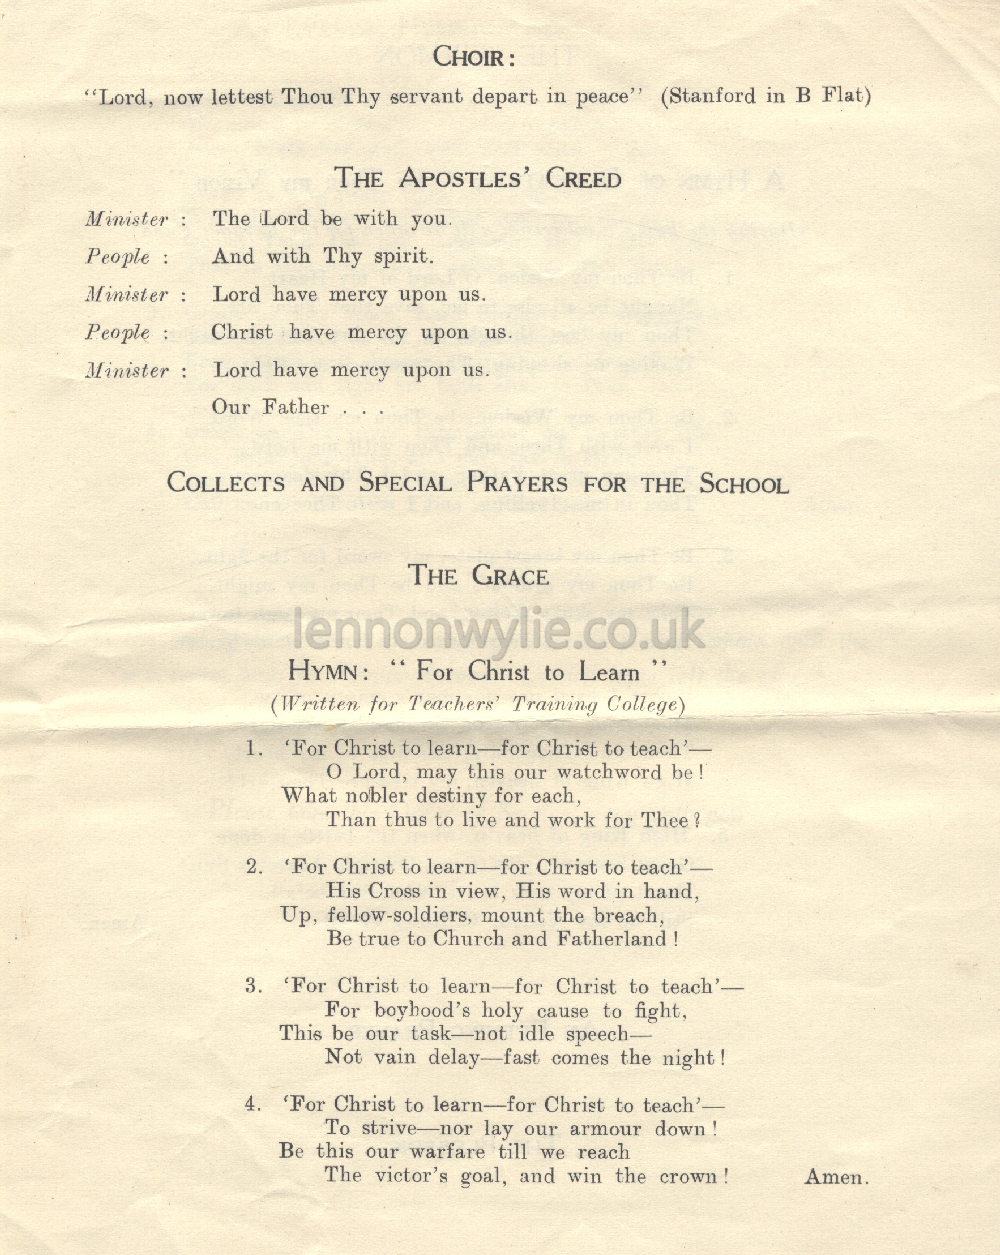 CHOIR:
"Lord, now lettest Thou Thy servant depart in peace" (Stanford in B Flat)
THE APOSTLES' CREED
Minister : The Lord be with you.
People : And with Thy spirit.
Minister : Lord have mercy upon us.
People : Christ have mercy upon us.
Minister : Lord have mercy upon us.
Our Father . . .
COLLECTS AND SPECIAL PRAYERS FOR THE SCHOOL
THE GRACE
lennonwylie.co.uk
HYMN: " For Christ to Learn "
(Written for Teachers' Training College)
1. 'For Christ to learn—for Christ to teach'—
O Lord, may this our watchword be!
What nobler destiny for each,
Than thus to live and work for Thee?
2. 'For Christ to learn—for Christ to teach'—
His Cross in view, His word in hand,
Up, fellow-soldiers, mount the breach,
Be true to Church and Fatherland !
3. 'For Christ to learn—for Christ to teach'—
For boyhood's holy cause to fight,
This be our task—not idle speech—
Not vain delay—fast comes the night!
4. 'For Christ to learn—for Christ to teach'—
To strive—nor lay our armour down !
Be this our warfare 'till we reach
The victor's goal, and win the crown ! Amen.